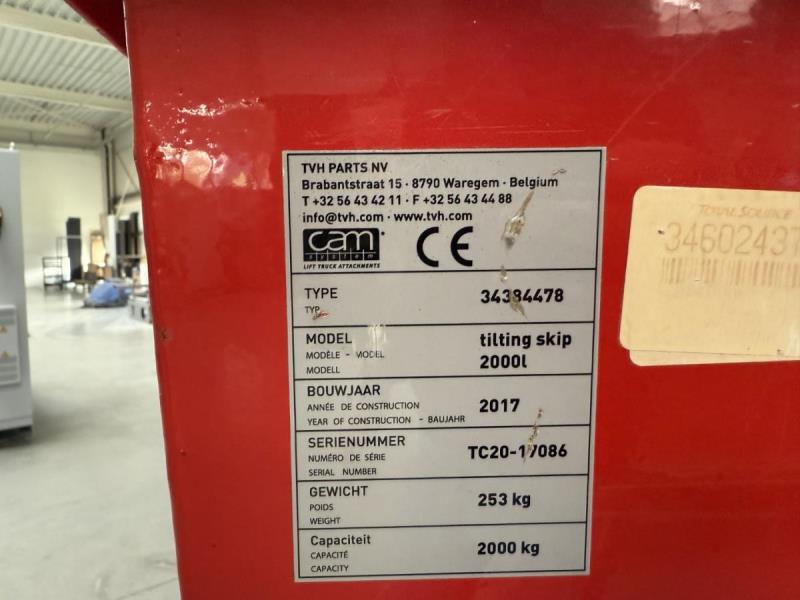 TVH PARTS NV
Brabantstraat 15 · 8790 Waregem · Belgium
T +32 56 43 42 11 · F +32 56 43 44 88
info@tvh.com · www.tvh.com
cam
system
LIFT TRUCK ATTACHMENTS
CE
TYPE 34384478
TYP
MODEL tilting skip
MODÈLE - MODEL 2000l
MODELL
BOUWJAAR
ANNÉE DE CONSTRUCTION 2017
YEAR OF CONSTRUCTION - BAUJAHR
SERIENUMMER
NUMÉRO DE SÉRIE TC20-17086
SERIAL NUMBER
GEWICHT
POIDS 253 kg
WEIGHT
Capaciteit
CAPACITÉ 2000 kg
CAPACITY
TOTALSOURCE
34602437